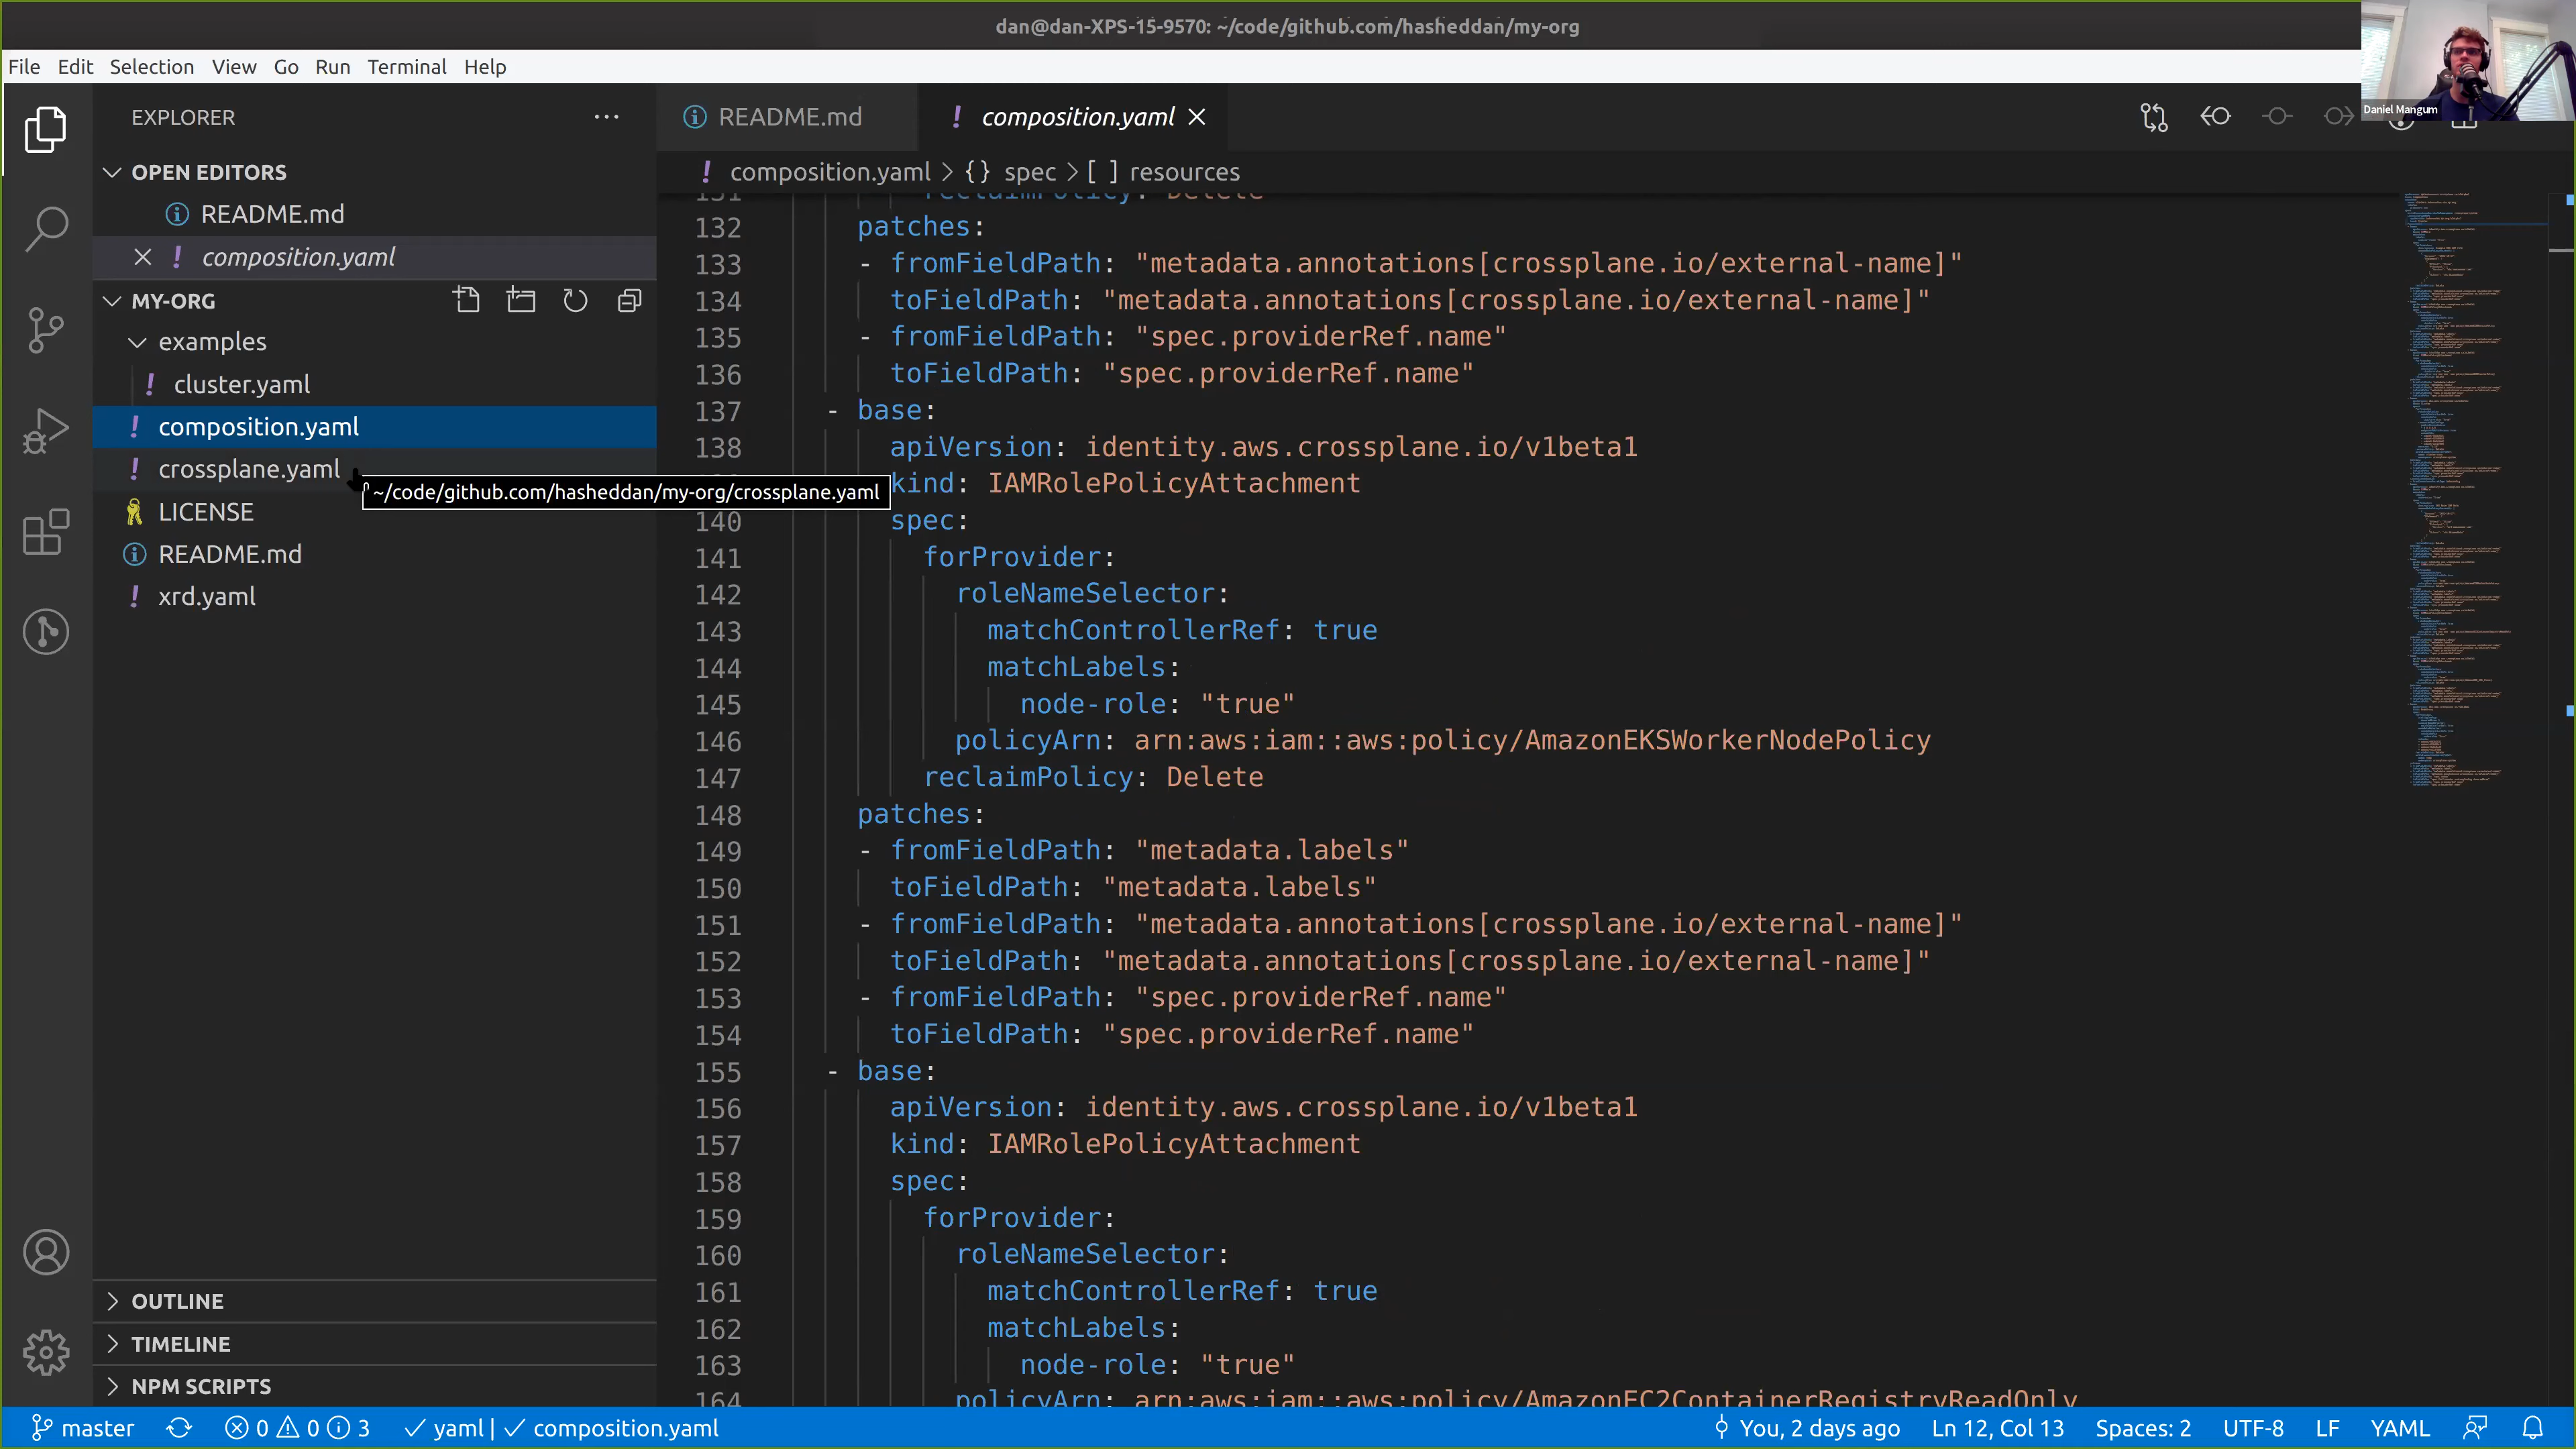 dan@dan-XPS-15-9570: ~/code/github.com/hasheddan/my-org
Daniel Mangum
File Edit Selection View Go Run Terminal Help
EXPLORER
OPEN EDITORS
README.md
composition.yaml
MY-ORG
examples
cluster.yaml
composition.yaml
crossplane.yaml
~/code/github.com/hasheddan/my-org/crossplane.yaml
LICENSE
README.md
xrd.yaml
OUTLINE
TIMELINE
NPM SCRIPTS
README.md
composition.yaml
composition.yaml > {} spec > [ ] resources
131 reclaimPolicy: Delete
132 patches:
133 - fromFieldPath: "metadata.annotations[crossplane.io/external-name]"
134 toFieldPath: "metadata.annotations[crossplane.io/external-name]"
135 - fromFieldPath: "spec.providerRef.name"
136 toFieldPath: "spec.providerRef.name"
137 - base:
138 apiVersion: identity.aws.crossplane.io/v1beta1
kind: IAMRolePolicyAttachment
140 spec:
141 forProvider:
142 roleNameSelector:
143 matchControllerRef: true
144 matchLabels:
145 node-role: "true"
146 policyArn: arn:aws:iam::aws:policy/AmazonEKSWorkerNodePolicy
147 reclaimPolicy: Delete
148 patches:
149 - fromFieldPath: "metadata.labels"
150 toFieldPath: "metadata.labels"
151 - fromFieldPath: "metadata.annotations[crossplane.io/external-name]"
152 toFieldPath: "metadata.annotations[crossplane.io/external-name]"
153 - fromFieldPath: "spec.providerRef.name"
154 toFieldPath: "spec.providerRef.name"
155 - base:
156 apiVersion: identity.aws.crossplane.io/v1beta1
157 kind: IAMRolePolicyAttachment
158 spec:
159 forProvider:
160 roleNameSelector:
161 matchControllerRef: true
162 matchLabels:
163 node-role: "true"
164 policyArn: arn:aws:iam::aws:policy/AmazonEC2ContainerRegistryReadOnly
master 0 0 3 yaml | composition.yaml You, 2 days ago Ln 12, Col 13 Spaces: 2 UTF-8 LF YAML